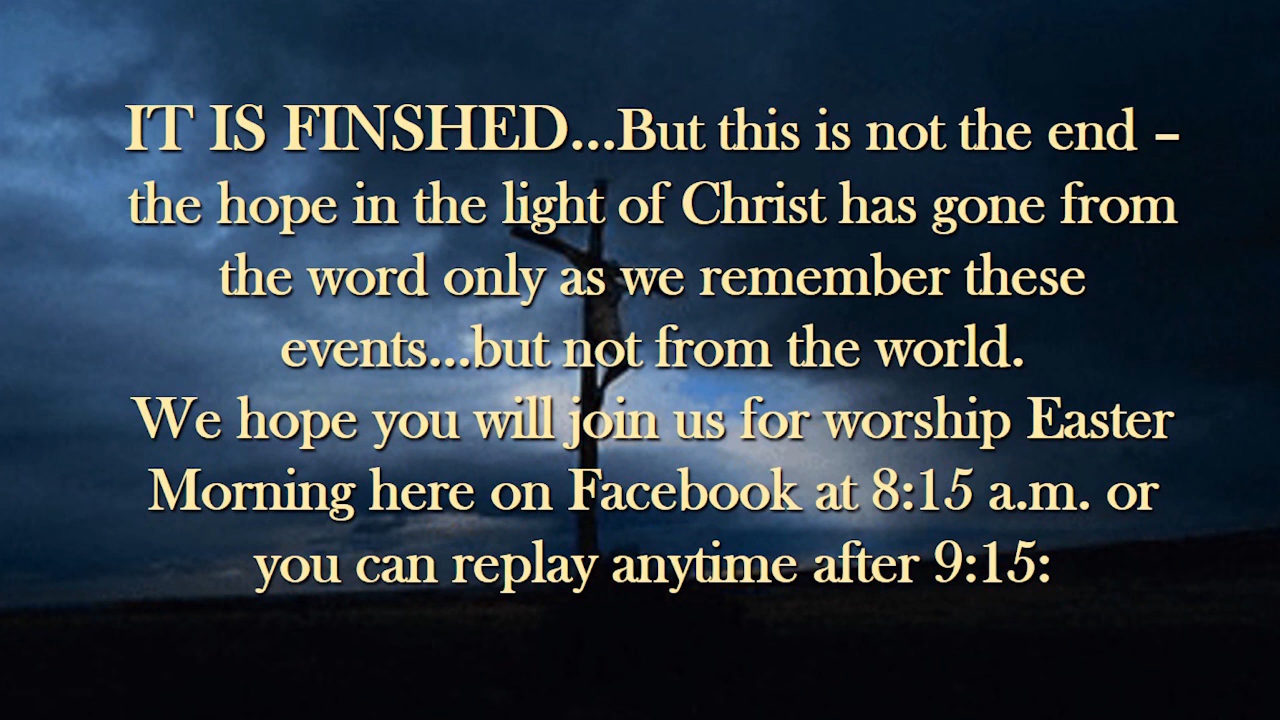 IT IS FINSHED...But this is not the end –
the hope in the light of Christ has gone from
the word only as we remember these
events...but not from the world.
We hope you will join us for worship Easter
Morning here on Facebook at 8:15 a.m. or
you can replay anytime after 9:15: